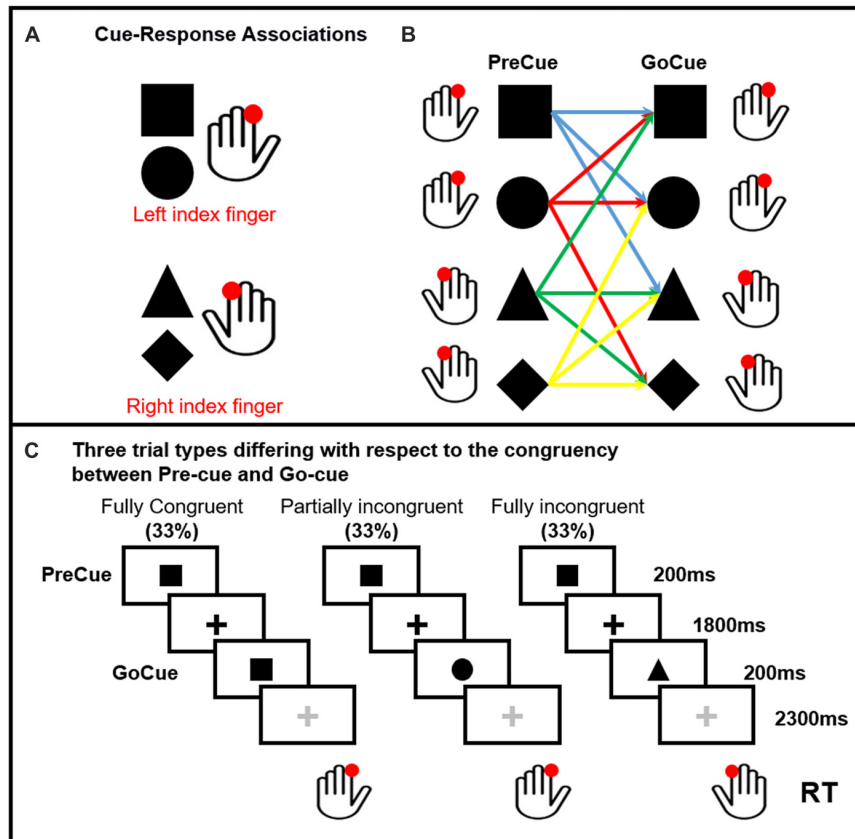 A Cue-Response Associations
Left index finger
Right index finger
B
PreCue GoCue
C Three trial types differing with respect to the congruency
between Pre-cue and Go-cue
Fully Congruent Partially incongruent Fully incongruent
(33%) (33%) (33%)
PreCue 200ms
1800ms
GoCue 200ms
2300ms
RT